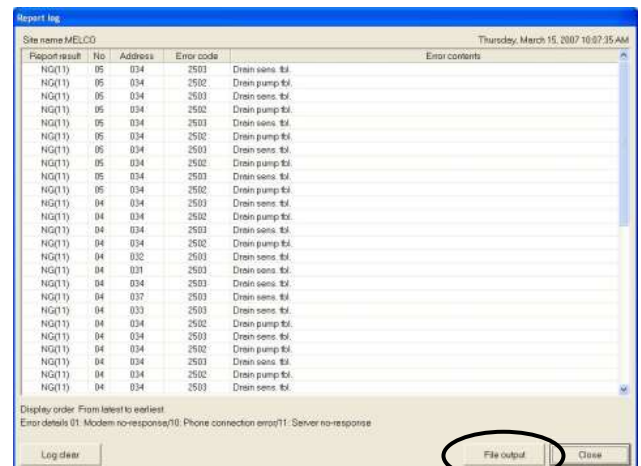 Report log
Site name:MELCO Thursday, March 15, 2007 10:07:35 AM
Report result No Address Error code Error contents
NG(11) 05 034 2503 Drain sens. tbl.
NG(11) 05 034 2502 Drain pump tbl.
NG(11) 05 034 2503 Drain sens. tbl.
NG(11) 05 034 2502 Drain pump tbl.
NG(11) 05 034 2503 Drain sens. tbl.
NG(11) 05 034 2502 Drain pump tbl.
NG(11) 05 034 2503 Drain sens. tbl.
NG(11) 05 034 2502 Drain pump tbl.
NG(11) 05 034 2503 Drain sens. tbl.
NG(11) 05 034 2502 Drain pump tbl.
NG(11) 04 034 2503 Drain sens. tbl.
NG(11) 04 034 2502 Drain pump tbl.
NG(11) 04 034 2503 Drain sens. tbl.
NG(11) 04 034 2502 Drain pump tbl.
NG(11) 04 032 2503 Drain sens. tbl.
NG(11) 04 031 2503 Drain sens. tbl.
NG(11) 04 034 2503 Drain sens. tbl.
NG(11) 04 037 2503 Drain sens. tbl.
NG(11) 04 033 2503 Drain sens. tbl.
NG(11) 04 034 2502 Drain pump tbl.
NG(11) 04 034 2503 Drain sens. tbl.
NG(11) 04 034 2502 Drain pump tbl.
NG(11) 04 034 2503 Drain sens. tbl.
NG(11) 04 034 2502 Drain pump tbl.
NG(11) 04 034 2503 Drain sens. tbl.
Display order: From latest to earliest
Error details 01: Modem no-response/10: Phone connection error/11: Server no-response
Log clear File output Close